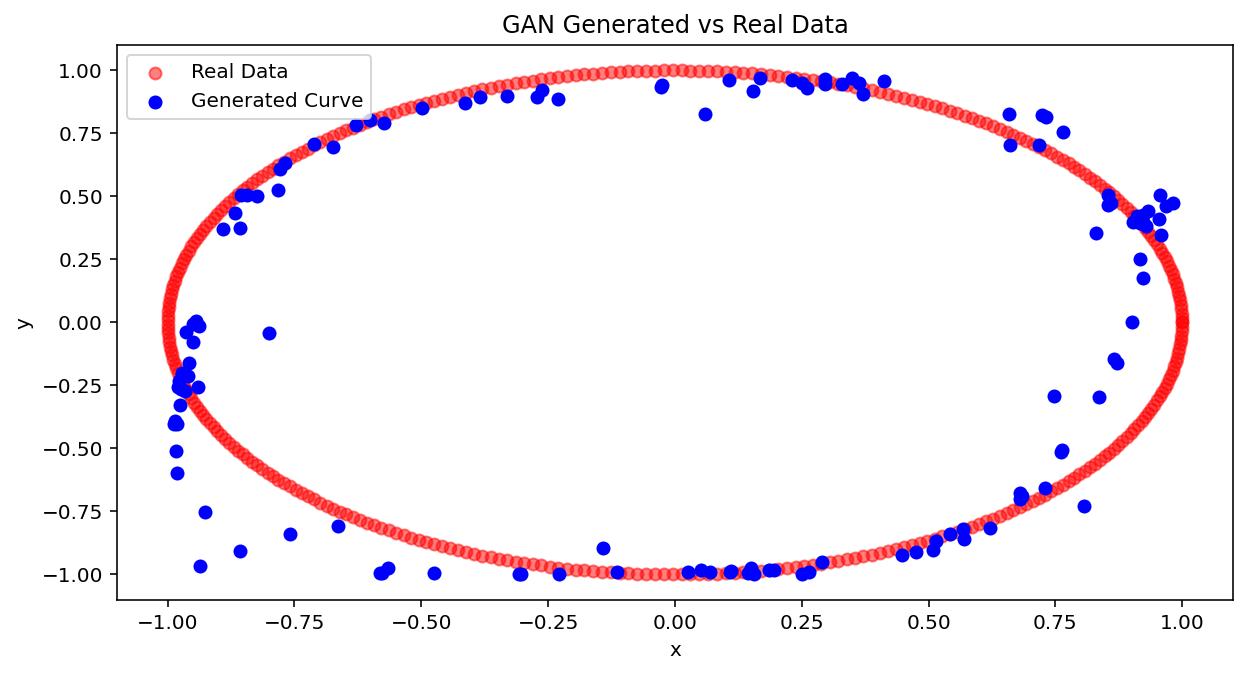 GAN Generated vs Real Data
Real Data
Generated Curve
1.00
0.75
0.50
0.25
0.00
−0.25
−0.50
−0.75
−1.00
y
−1.00 −0.75 −0.50 −0.25 0.00 0.25 0.50 0.75 1.00
x